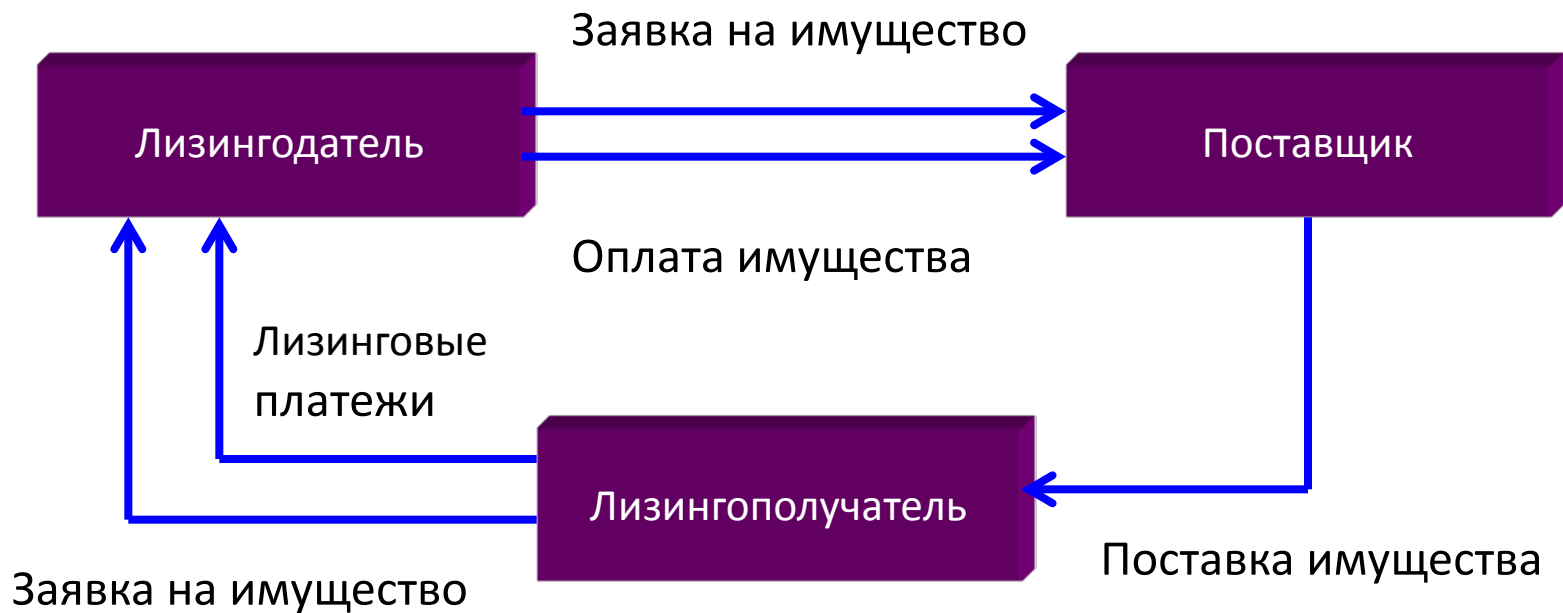 Заявка на имущество
Лизингодатель
Поставщик
Оплата имущества
Лизинговые
платежи
Лизингополучатель
Поставка имущества
Заявка на имущество